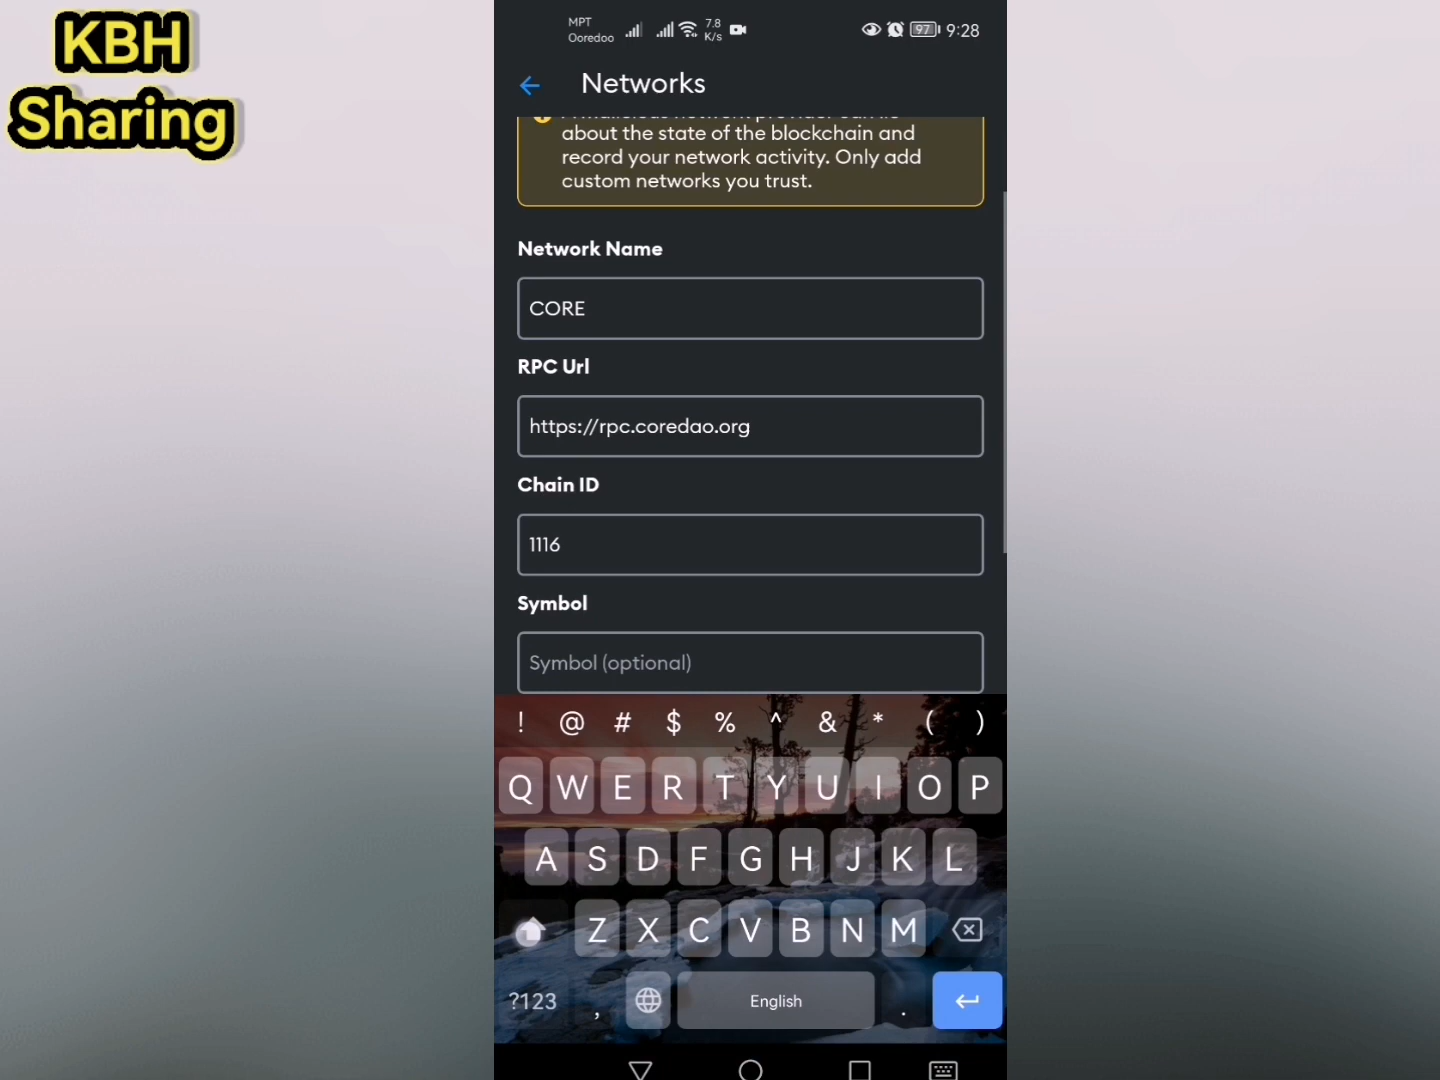 KBH
Sharing
MPT
Ooredoo
7.8
K/s
97
9:28
Networks
about the state of the blockchain and
record your network activity. Only add
custom networks you trust.
Network Name
CORE
RPC Url
https://rpc.coredao.org
Chain ID
1116
Symbol
Symbol (optional)
! @ # $ % ^ & * ( )
Q W E R T Y U I O P
A S D F G H J K L
Z X C V B N M
?123 , English .